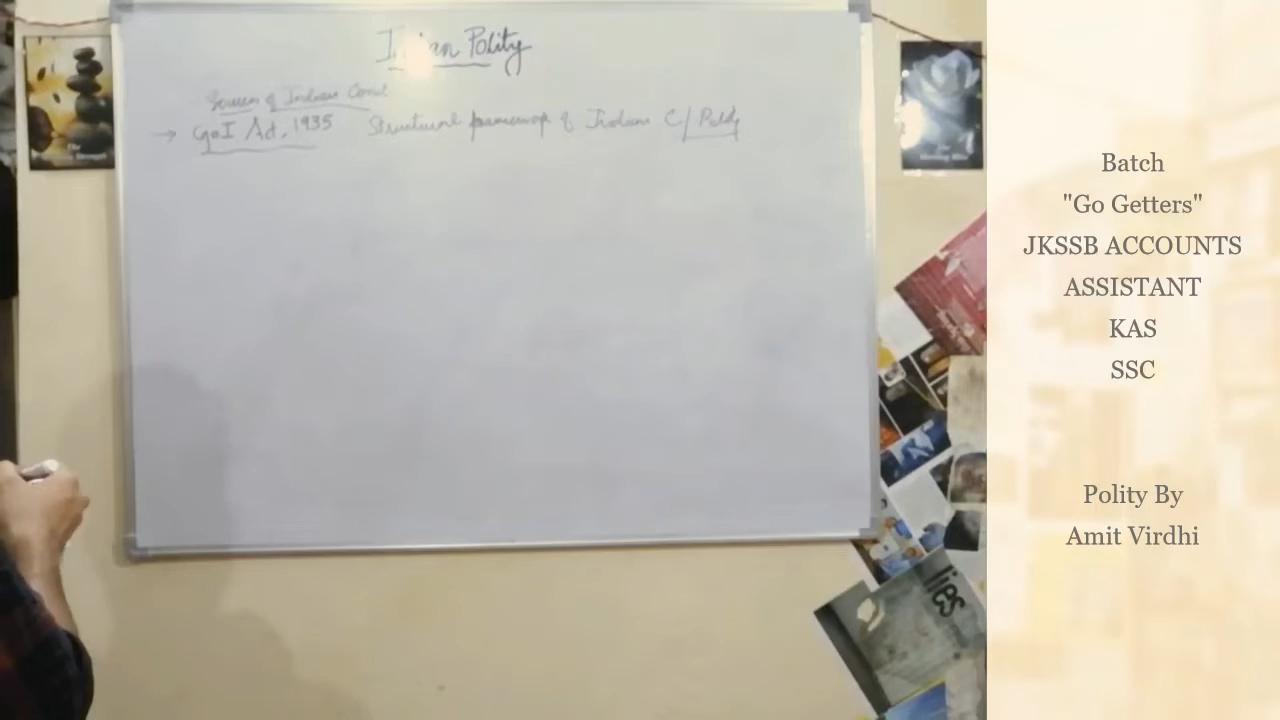 Indian Polity
Sources of Indian Const
→ GoI Act, 1935 Structural framework of Indian C/Polity
lies
Batch
"Go Getters"
JKSSB ACCOUNTS
ASSISTANT
KAS
SSC
Polity By
Amit Virdhi